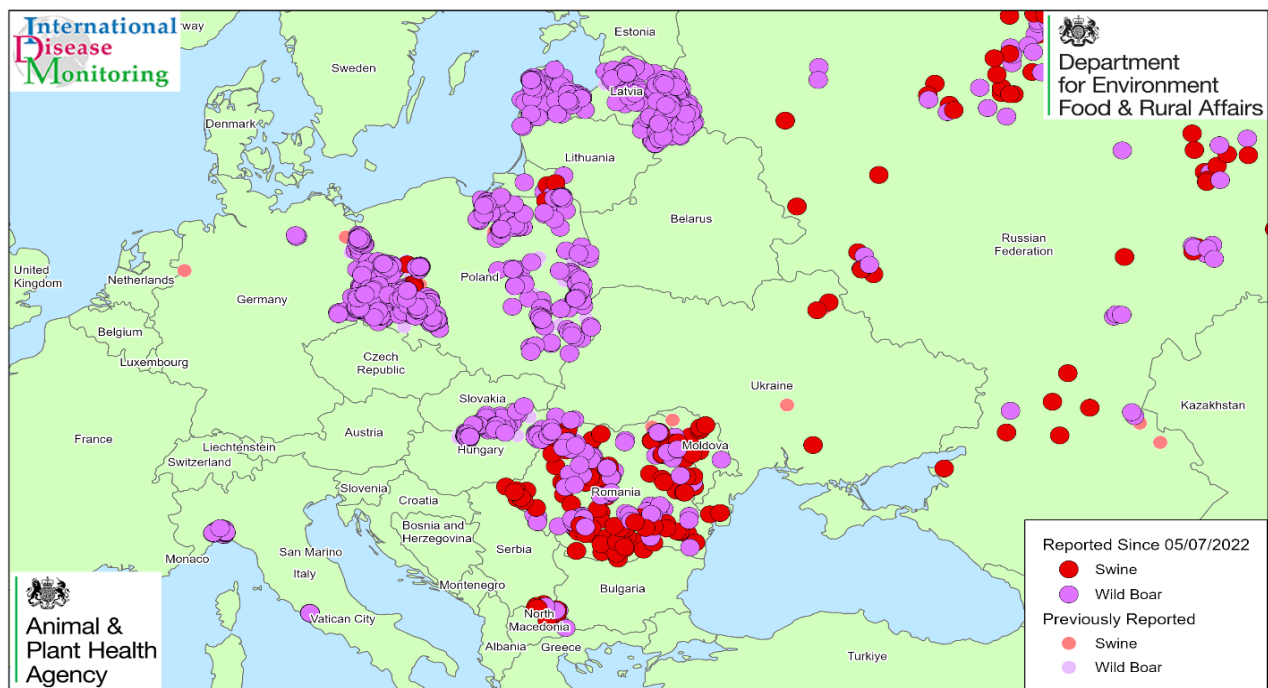 International
Disease
Monitoring
way
Estonia
Sweden
Department
for Environment
Food & Rural Affairs
Latvia
Denmark
Lithuania
Belarus
Russian
Federation
United
Kingdom
Netherlands
Poland
Germany
Belgium
Luxembourg
Czech
Republic
Ukraine
Slovakia
Kazakhstan
France
Austria
Liechtenstein
Switzerland
Hungary
Moldova
Slovenia
Croatia
Romania
Bosnia and
Herzegovina
San Marino
Serbia
Monaco
Italy
Montenegro
Bulgaria
Vatican City
North
Macedonia
Albania
Greece
Turkiye
Animal &
Plant Health
Agency
Reported Since 05/07/2022
Swine
Wild Boar
Previously Reported
Swine
Wild Boar